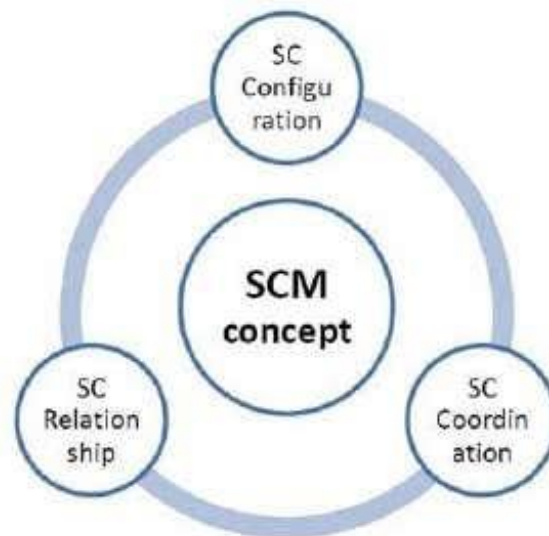 SC
Configu
ration
SCM
concept
SC
Relation
ship
SC
Coordin
ation